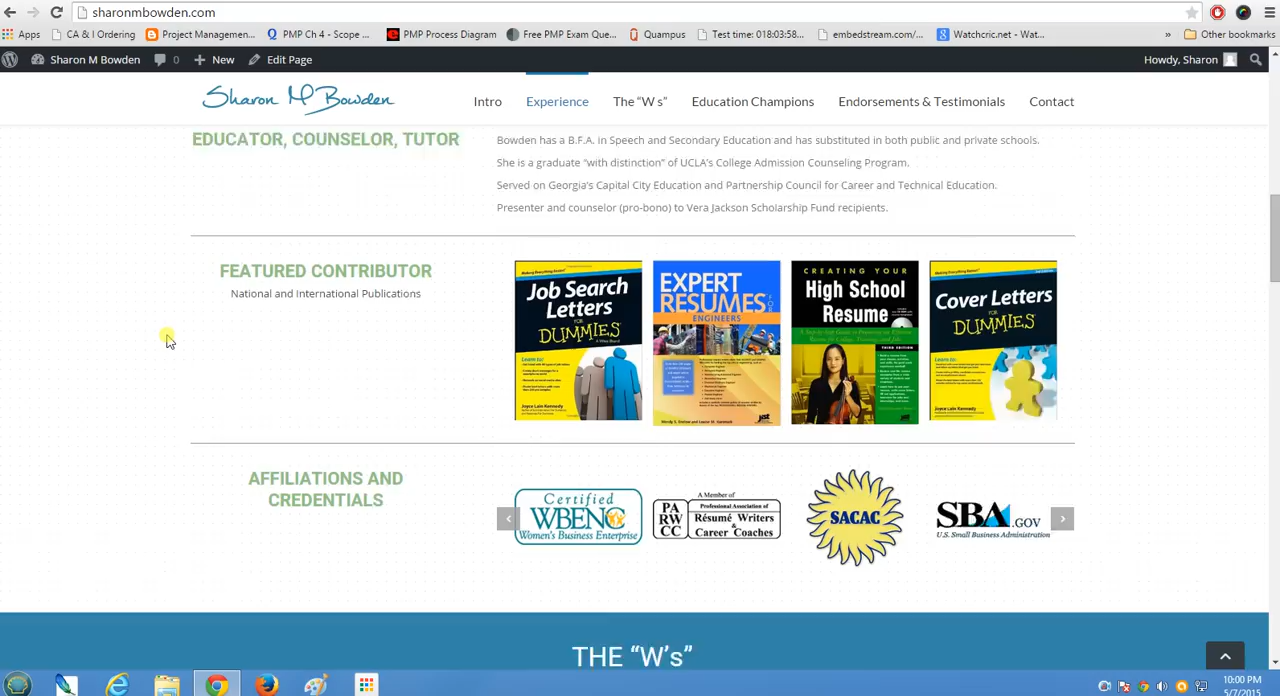 sharonmbowden.com
Apps CA & I Ordering Project Managemen... PMP Ch 4 - Scope ... PMP Process Diagram Free PMP Exam Que... Quampus Test time: 018:03:58... embedstream.com/... Watchcric.net - Wat... » Other bookmarks
Sharon M Bowden 0 New Edit Page Howdy, Sharon
Sharon M Bowden Intro Experience The “W s” Education Champions Endorsements & Testimonials Contact
EDUCATOR, COUNSELOR, TUTOR
Bowden has a B.F.A. in Speech and Secondary Education and has substituted in both public and private schools.
She is a graduate “with distinction” of UCLA’s College Admission Counseling Program.
Served on Georgia’s Capital City Education and Partnership Council for Career and Technical Education.
Presenter and counselor (pro-bono) to Vera Jackson Scholarship Fund recipients.
FEATURED CONTRIBUTOR
National and International Publications
Making Everything Easier!
Job Search
Letters
FOR
DUMMIES
Learn to:
Joyce Lain Kennedy
EXPERT
RESUMES FOR
ENGINEERS
jist
CREATING YOUR
High School
Resume
THIRD EDITION
jist
Making Everything Easier!
Cover Letters
FOR
DUMMIES
Learn to:
Joyce Lain Kennedy
AFFILIATIONS AND
CREDENTIALS
Certified
WBENC
Women's Business Enterprise
A Member of
PA
RW
CC
Professional Association of
Résumé Writers
&
Career Coaches
SACAC
SBA.GOV
U.S. Small Business Administration
THE “W’s”
10:00 PM
5/7/2015